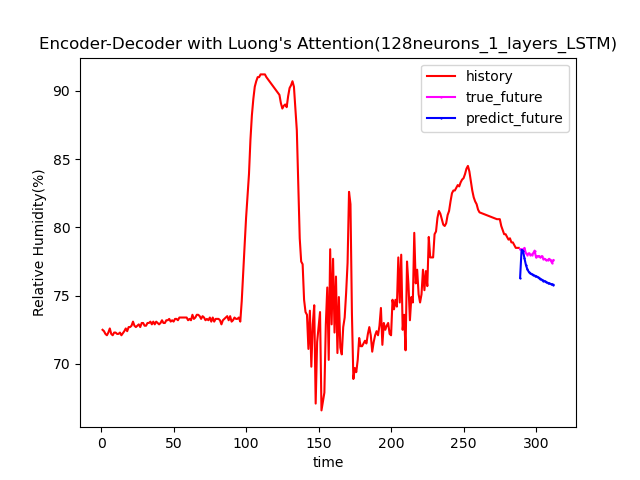 Encoder-Decoder with Luong's Attention(128neurons_1_layers_LSTM)
history
true_future
predict_future
Relative Humidity(%)
90
85
80
75
70
0 50 100 150 200 250 300
time